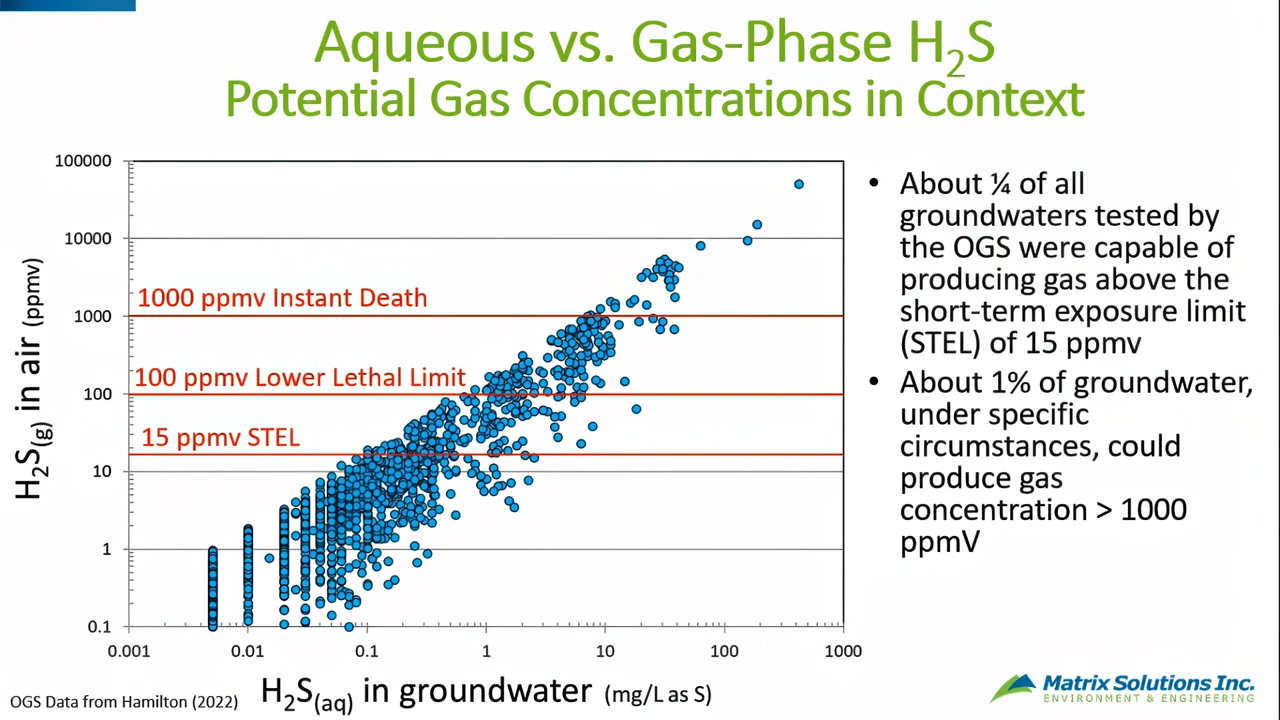 Aqueous vs. Gas-Phase H₂S
Potential Gas Concentrations in Context
H₂S(g) in air (ppmv)
100000
10000
1000
100
10
1
0.1
1000 ppmv Instant Death
100 ppmv Lower Lethal Limit
15 ppmv STEL
0.001
0.01
0.1
1
10
100
1000
H₂S(aq) in groundwater (mg/L as S)
OGS Data from Hamilton (2022)
• About ¼ of all
groundwaters tested by
the OGS were capable of
producing gas above the
short-term exposure limit
(STEL) of 15 ppmv
• About 1% of groundwater,
under specific
circumstances, could
produce gas
concentration > 1000
ppmV
Matrix Solutions Inc.
ENVIRONMENT & ENGINEERING